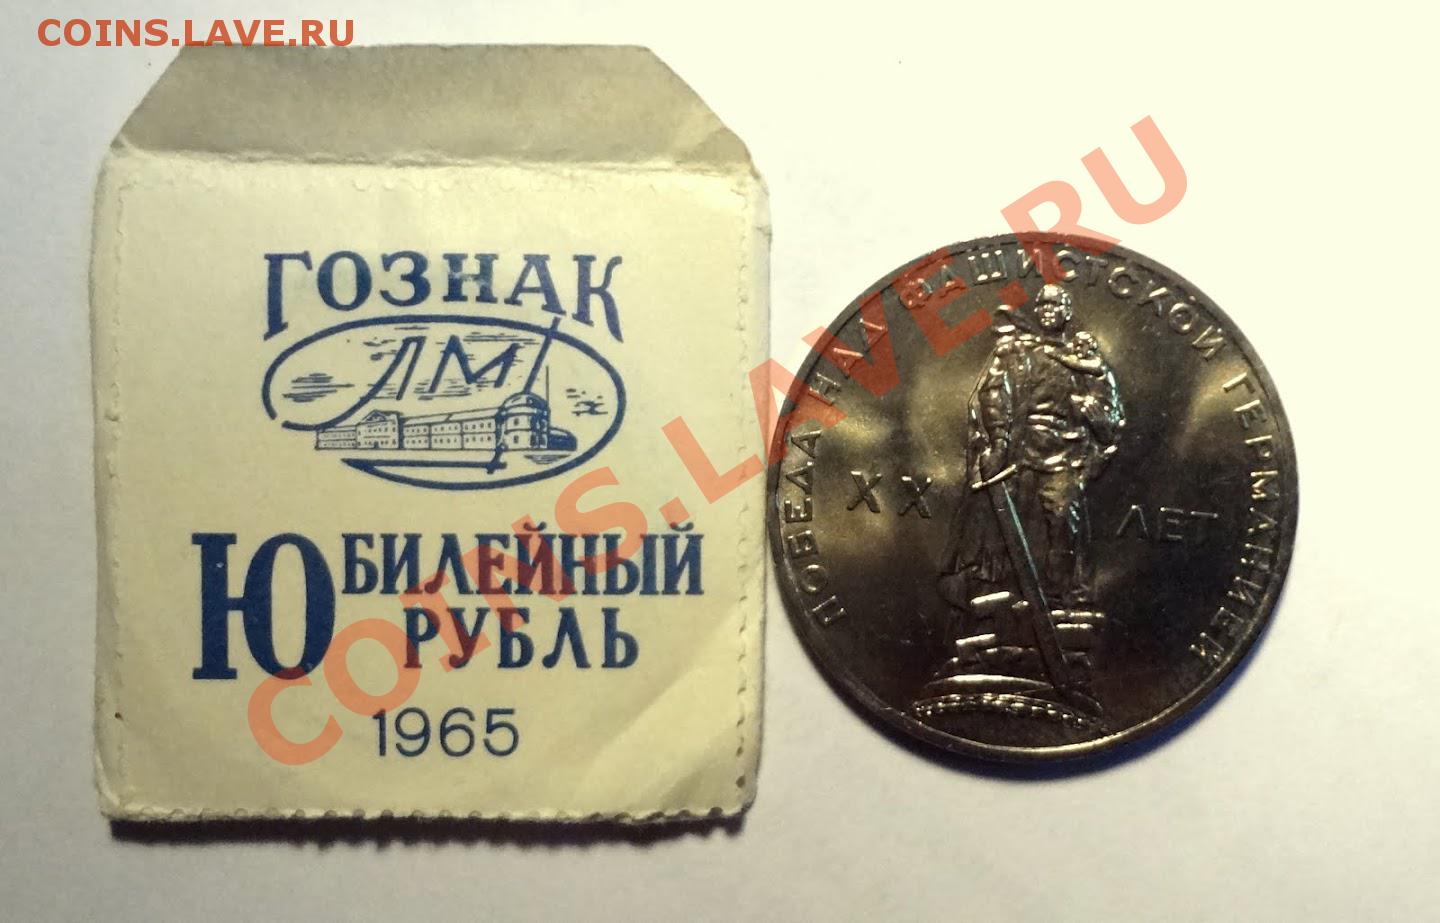 COINS.LAVE.RU
ГОЗНАК
ЛМ
ЮБИЛЕЙНЫЙ
РУБЛЬ
1965
ПОБЕДА НАД ФАШИСТСКОЙ ГЕРМАНИЕЙ
XX ЛЕТ
COINS.LAVE.RU